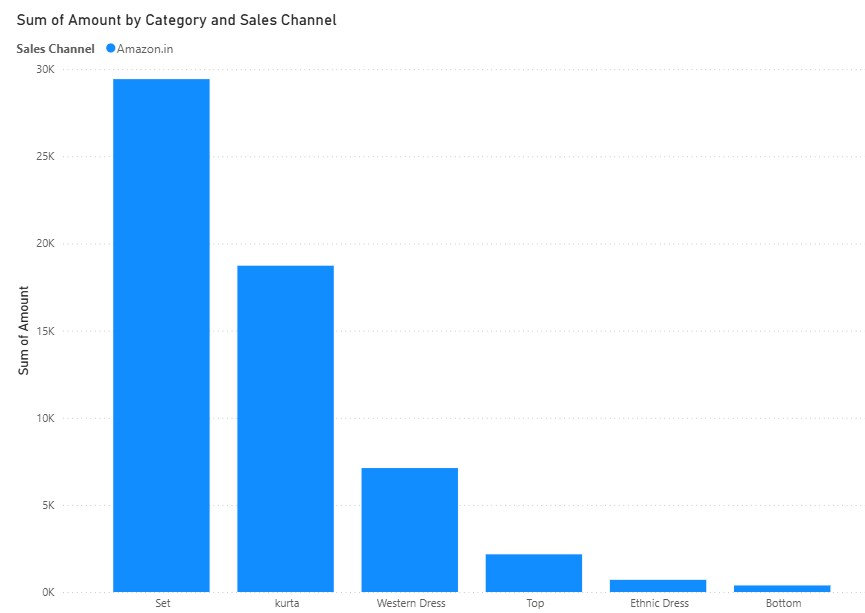 Sum of Amount by Category and Sales Channel
Sales Channel Amazon.in
30K
25K
20K
15K
10K
5K
0K
Sum of Amount
Set kurta Western Dress Top Ethnic Dress Bottom